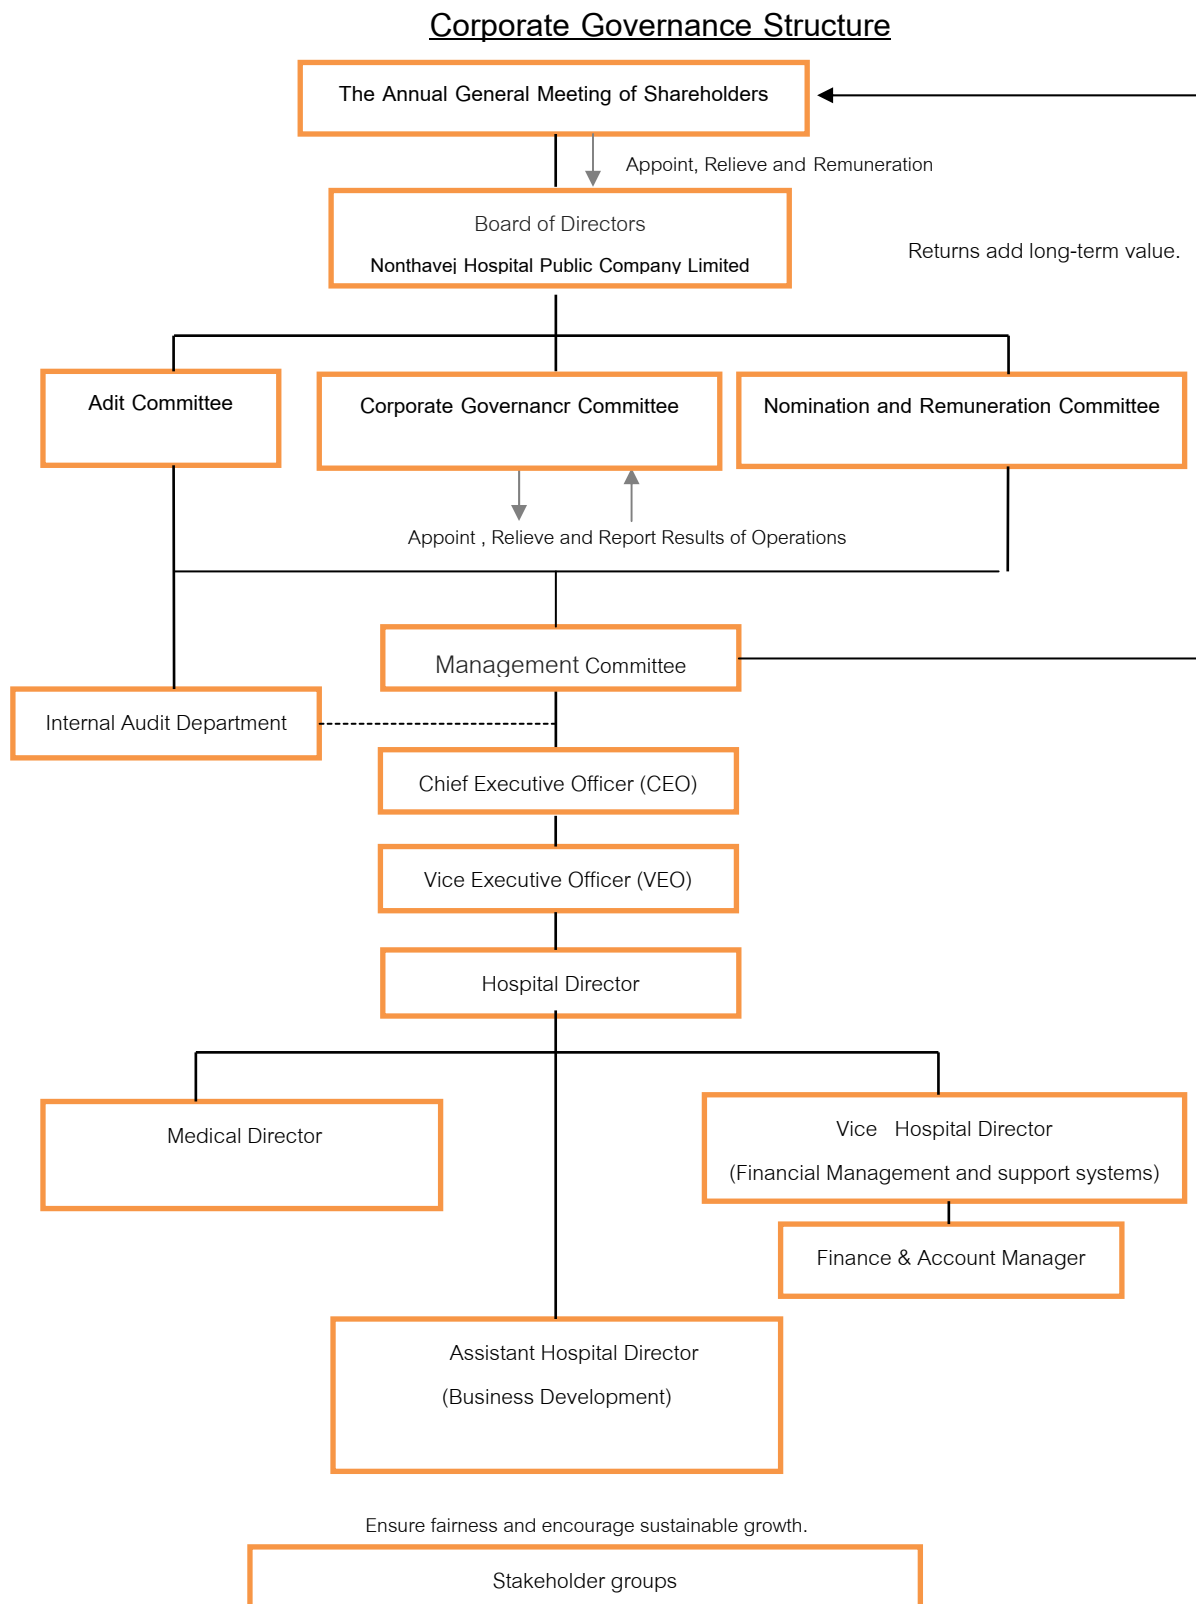 Corporate Governance Structure
The Annual General Meeting of Shareholders
Appoint, Relieve and Remuneration
Board of Directors
Nonthavej Hospital Public Company Limited
Returns add long-term value.
Adit Committee
Corporate Governancr Committee
Nomination and Remuneration Committee
Appoint , Relieve and Report Results of Operations
Management Committee
Internal Audit Department
Chief Executive Officer (CEO)
Vice Executive Officer (VEO)
Hospital Director
Medical Director
Vice Hospital Director
(Financial Management and support systems)
Finance & Account Manager
Assistant Hospital Director
(Business Development)
Ensure fairness and encourage sustainable growth.
Stakeholder groups